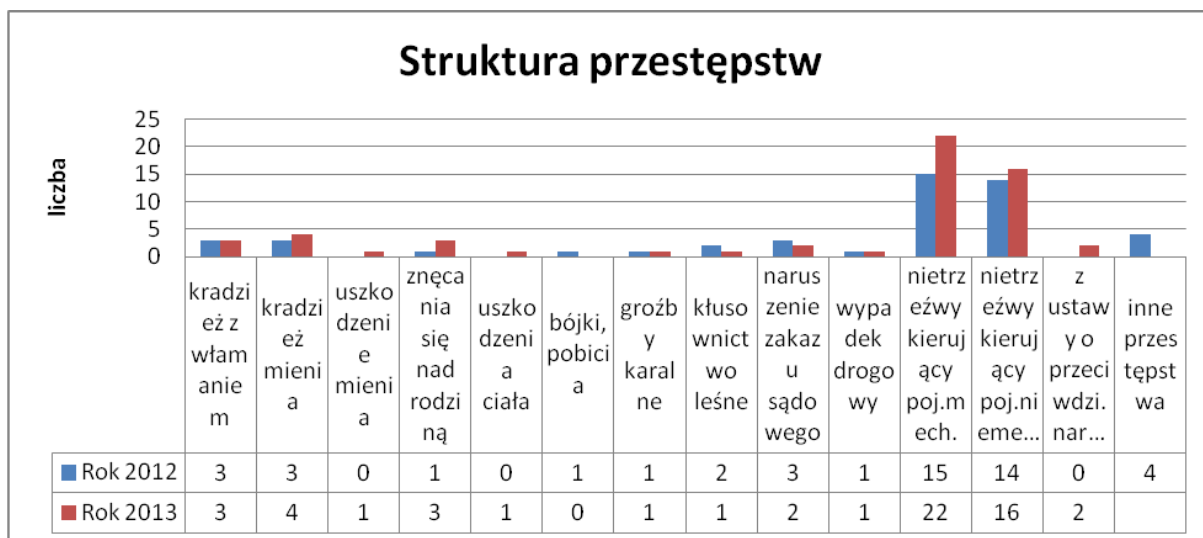 Struktura przestępstw
liczba
25
20
15
10
5
0
kradzi
eż z
włam
anie
m
kradzi
eż
mieni
a
uszko
dzeni
e
mieni
a
znęca
nia
się
nad
rodzi
ną
uszko
dzeni
a
ciała
bójki,
pobici
a
groźb
y
karal
ne
kłuso
wnict
wo
leśne
narus
zenie
zakaz
u
sądo
wego
wypa
dek
drogo
wy
nietrz
eźwy
kieruj
ący
poj.m
ech.
nietrz
eźwy
kieruj
ący
poj.ni
eme...
z
ustaw
y o
przeci
wdzi.
nar...
inne
przes
tępst
wa
Rok 2012 3 3 0 1 0 1 1 2 3 1 15 14 0 4
Rok 2013 3 4 1 3 1 0 1 1 2 1 22 16 2